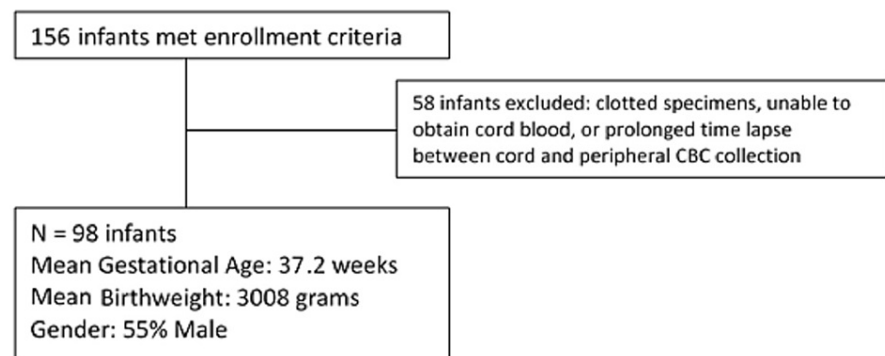 156 infants met enrollment criteria
58 infants excluded: clotted specimens, unable to
obtain cord blood, or prolonged time lapse
between cord and peripheral CBC collection
N = 98 infants
Mean Gestational Age: 37.2 weeks
Mean Birthweight: 3008 grams
Gender: 55% Male